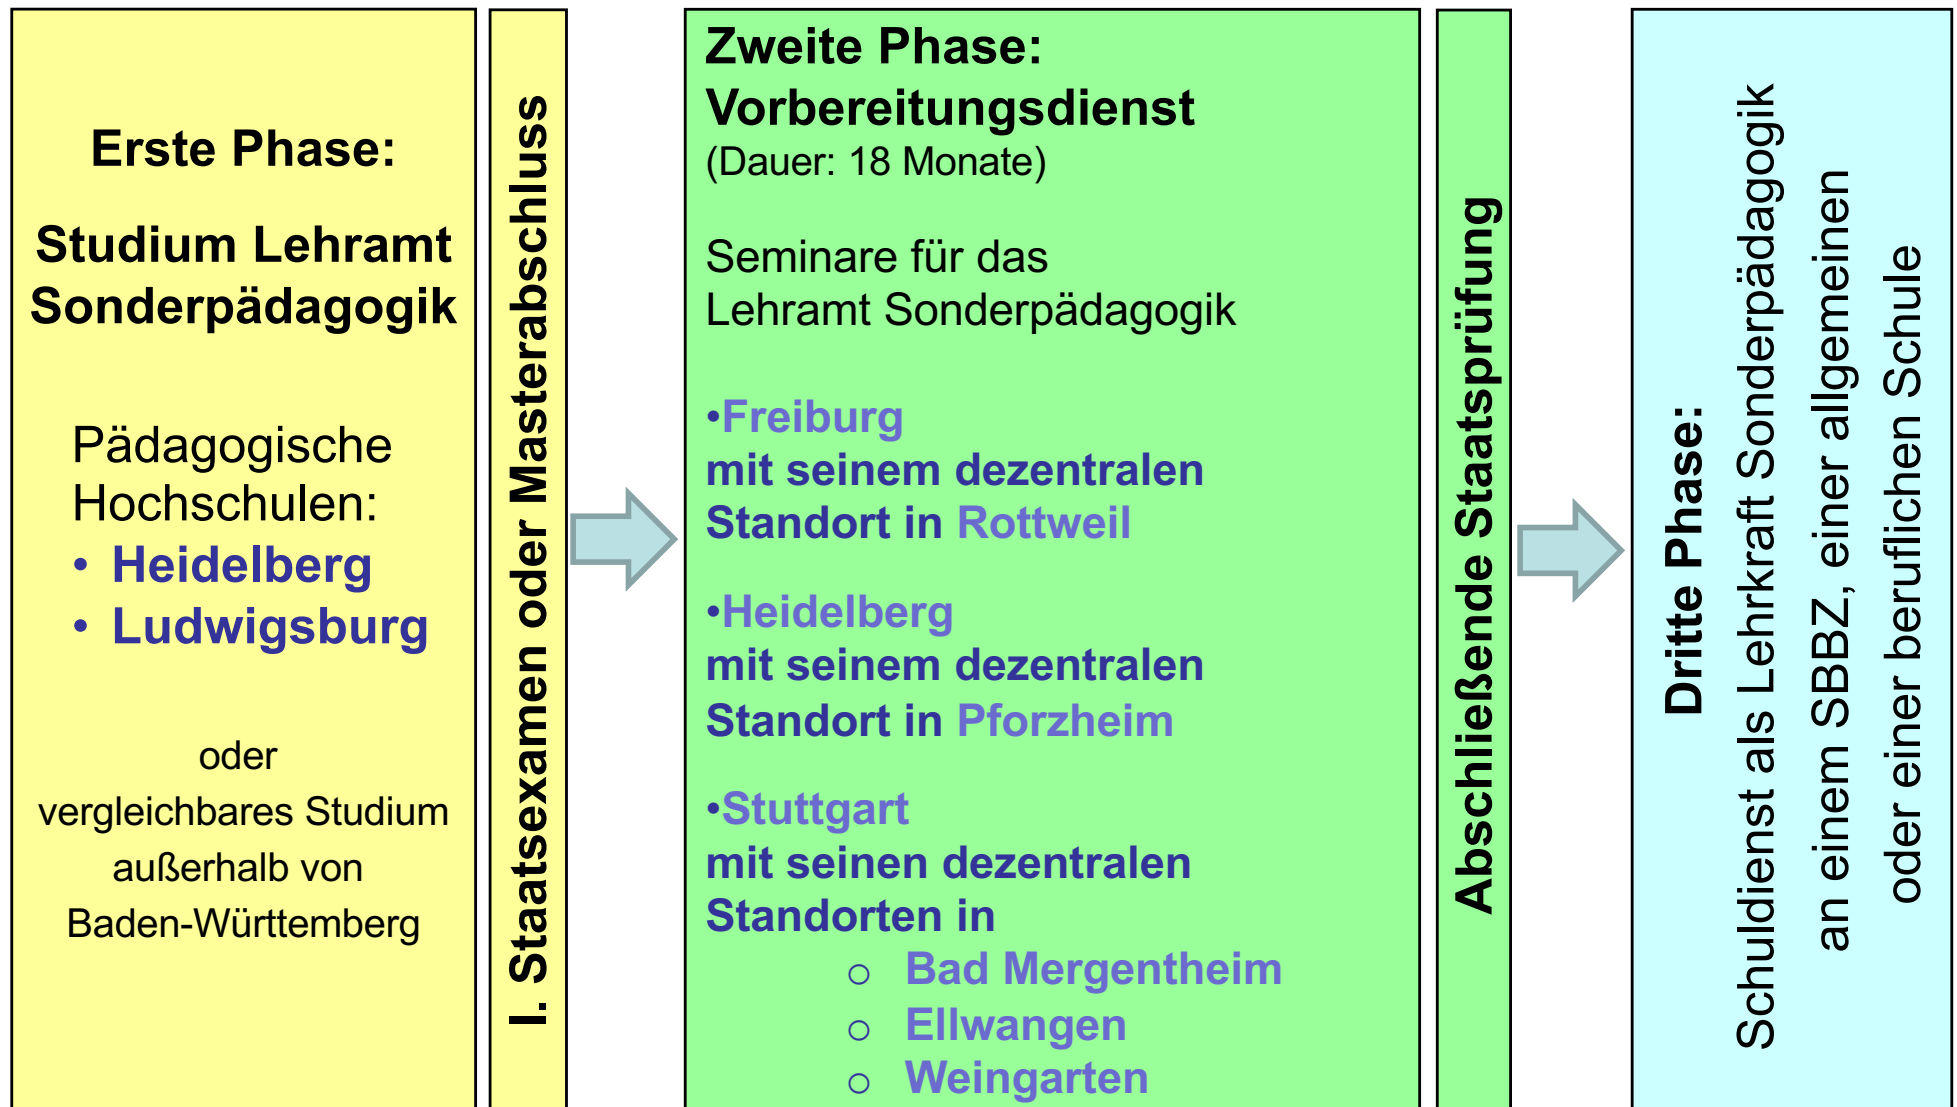 Erste Phase:
Studium Lehramt
Sonderpädagogik
Pädagogische
Hochschulen:
• Heidelberg
• Ludwigsburg
oder
vergleichbares Studium
außerhalb von
Baden-Württemberg
I. Staatsexamen oder Masterabschluss
Zweite Phase:
Vorbereitungsdienst
(Dauer: 18 Monate)
Seminare für das
Lehramt Sonderpädagogik
•Freiburg
mit seinem dezentralen
Standort in Rottweil
•Heidelberg
mit seinem dezentralen
Standort in Pforzheim
•Stuttgart
mit seinen dezentralen
Standorten in
o Bad Mergentheim
o Ellwangen
o Weingarten
Abschließende Staatsprüfung
Dritte Phase:
Schuldienst als Lehrkraft Sonderpädagogik
an einem SBBZ, einer allgemeinen
oder einer beruflichen Schule